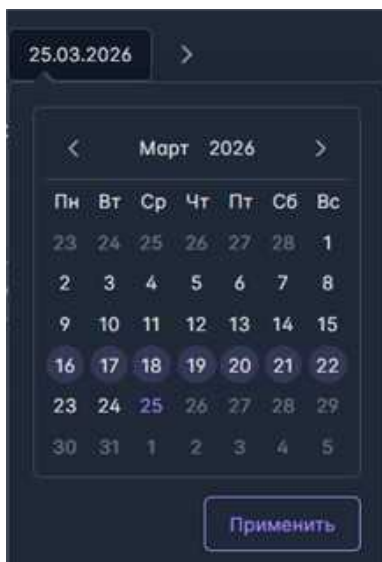 25.03.2026 >
< Март 2026 >
Пн Вт Ср Чт Пт Сб Вс
23 24 25 26 27 28 1
2 3 4 5 6 7 8
9 10 11 12 13 14 15
16 17 18 19 20 21 22
23 24 25 26 27 28 29
30 31 1 2 3 4 5
Применить